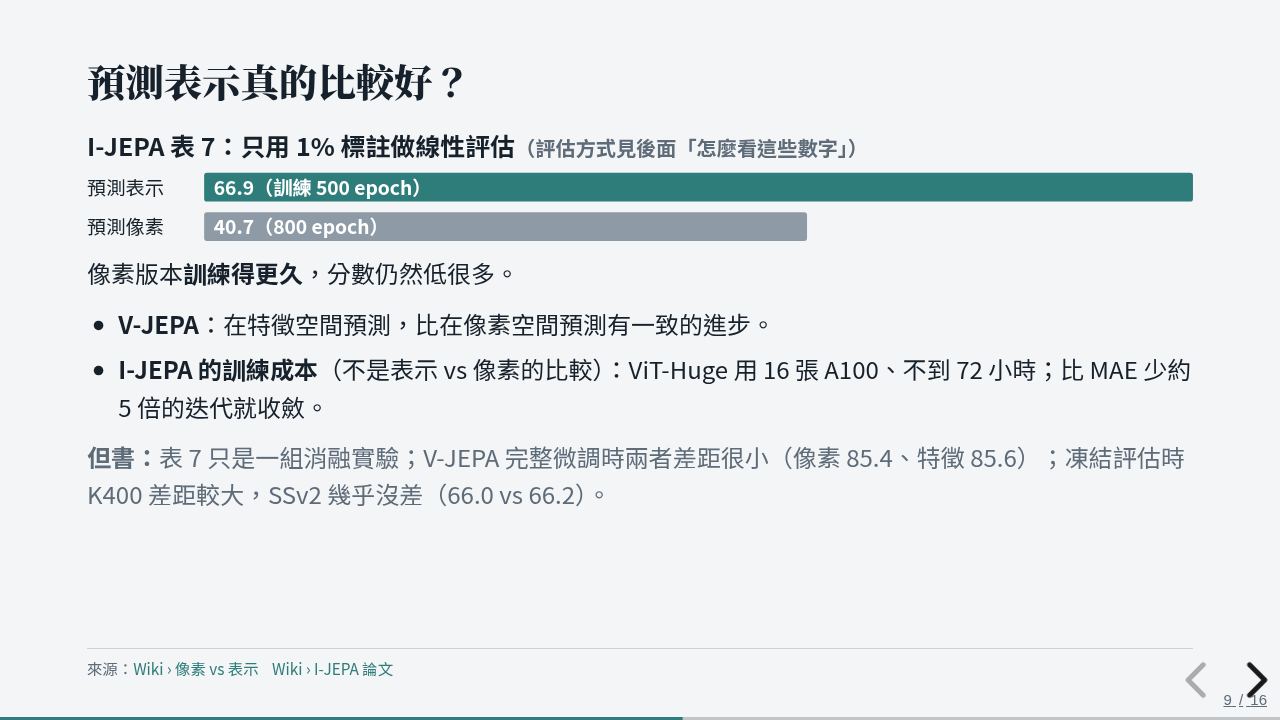 預測表示真的比較好？
I-JEPA 表 7：只用 1% 標註做線性評估（評估方式見後面「怎麼看這些數字」）
預測表示 66.9（訓練 500 epoch）
預測像素 40.7（800 epoch）
像素版本訓練得更久，分數仍然低很多。
• V-JEPA：在特徵空間預測，比在像素空間預測有一致的進步。
• I-JEPA 的訓練成本（不是表示 vs 像素的比較）：ViT-Huge 用 16 張 A100、不到 72 小時；比 MAE 少約
5 倍的迭代就收斂。
但書：表 7 只是一組消融實驗；V-JEPA 完整微調時兩者差距很小（像素 85.4、特徵 85.6）；凍結評估時
K400 差距較大，SSv2 幾乎沒差（66.0 vs 66.2）。
來源：Wiki › 像素 vs 表示 Wiki › I-JEPA 論文
9 / 16